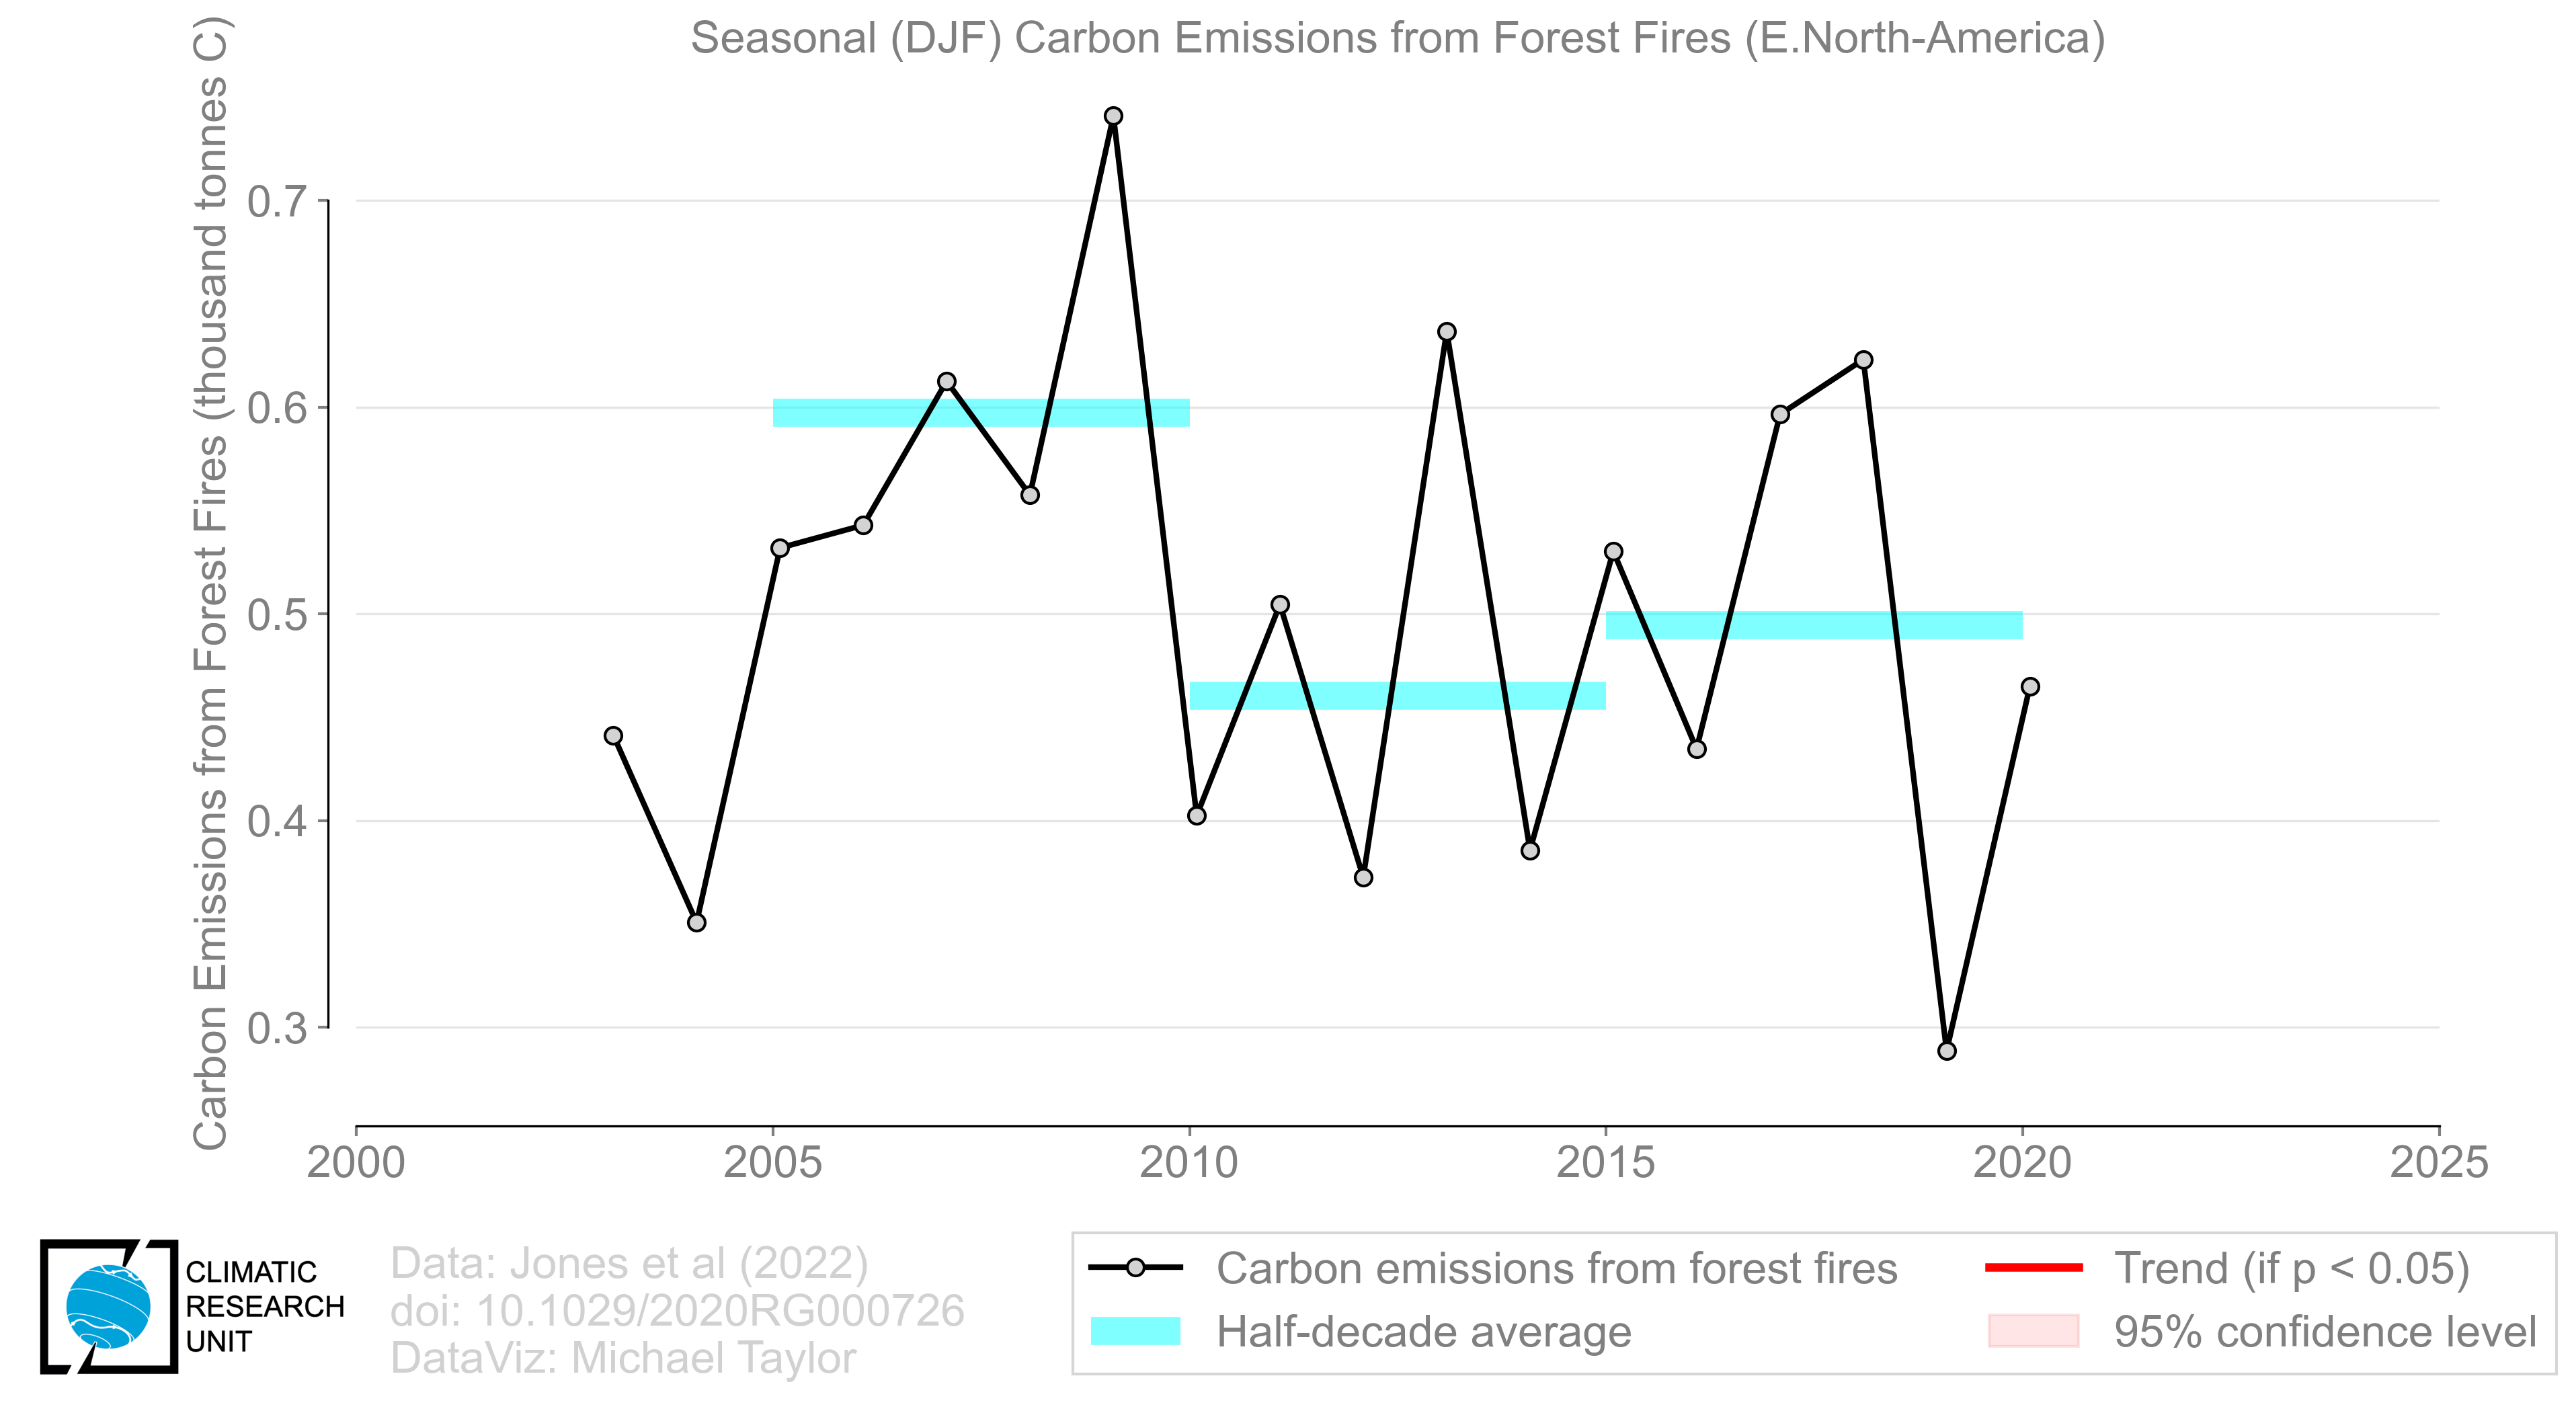 Seasonal (DJF) Carbon Emissions from Forest Fires (E.North-America)
Carbon Emissions from Forest Fires (thousand tonnes C)
0.7
0.6
0.5
0.4
0.3
2000
2005
2010
2015
2020
2025
CLIMATIC
RESEARCH
UNIT
Data: Jones et al (2022)
doi: 10.1029/2020RG000726
DataViz: Michael Taylor
Carbon emissions from forest fires
Half-decade average
Trend (if p < 0.05)
95% confidence level